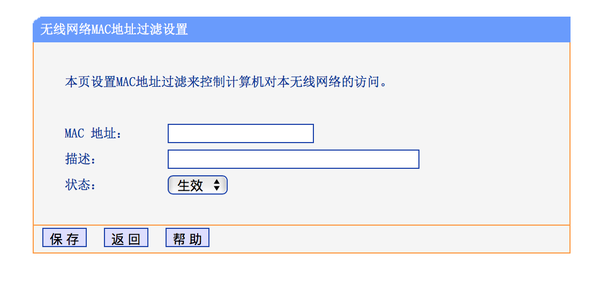 无线网络MAC地址过滤设置
本页设置MAC地址过滤来控制计算机对本无线网络的访问。
MAC 地址：
描述：
状态： 生效
保存 返回 帮助